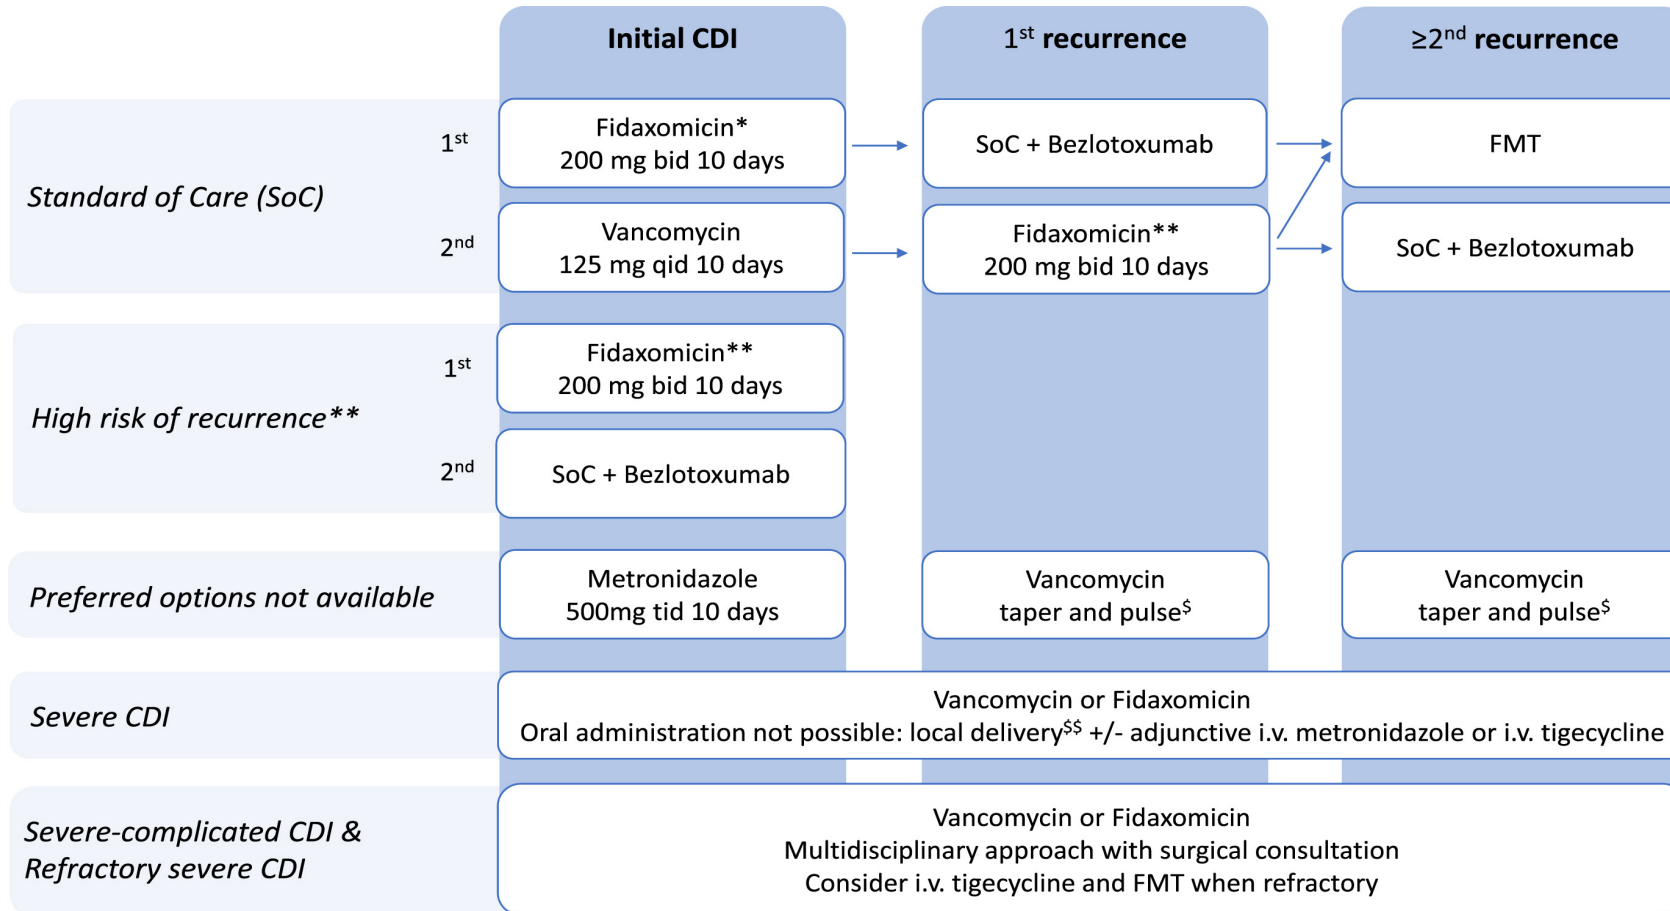 Initial CDI
1st recurrence
≥2nd recurrence
Standard of Care (SoC)
1st
Fidaxomicin*
200 mg bid 10 days
SoC + Bezlotoxumab
FMT
2nd
Vancomycin
125 mg qid 10 days
Fidaxomicin**
200 mg bid 10 days
SoC + Bezlotoxumab
High risk of recurrence**
1st
Fidaxomicin**
200 mg bid 10 days
2nd
SoC + Bezlotoxumab
Preferred options not available
Metronidazole
500mg tid 10 days
Vancomycin
taper and pulse$
Vancomycin
taper and pulse$
Severe CDI
Vancomycin or Fidaxomicin
Oral administration not possible: local delivery$$ +/- adjunctive i.v. metronidazole or i.v. tigecycline
Severe-complicated CDI &
Refractory severe CDI
Vancomycin or Fidaxomicin
Multidisciplinary approach with surgical consultation
Consider i.v. tigecycline and FMT when refractory